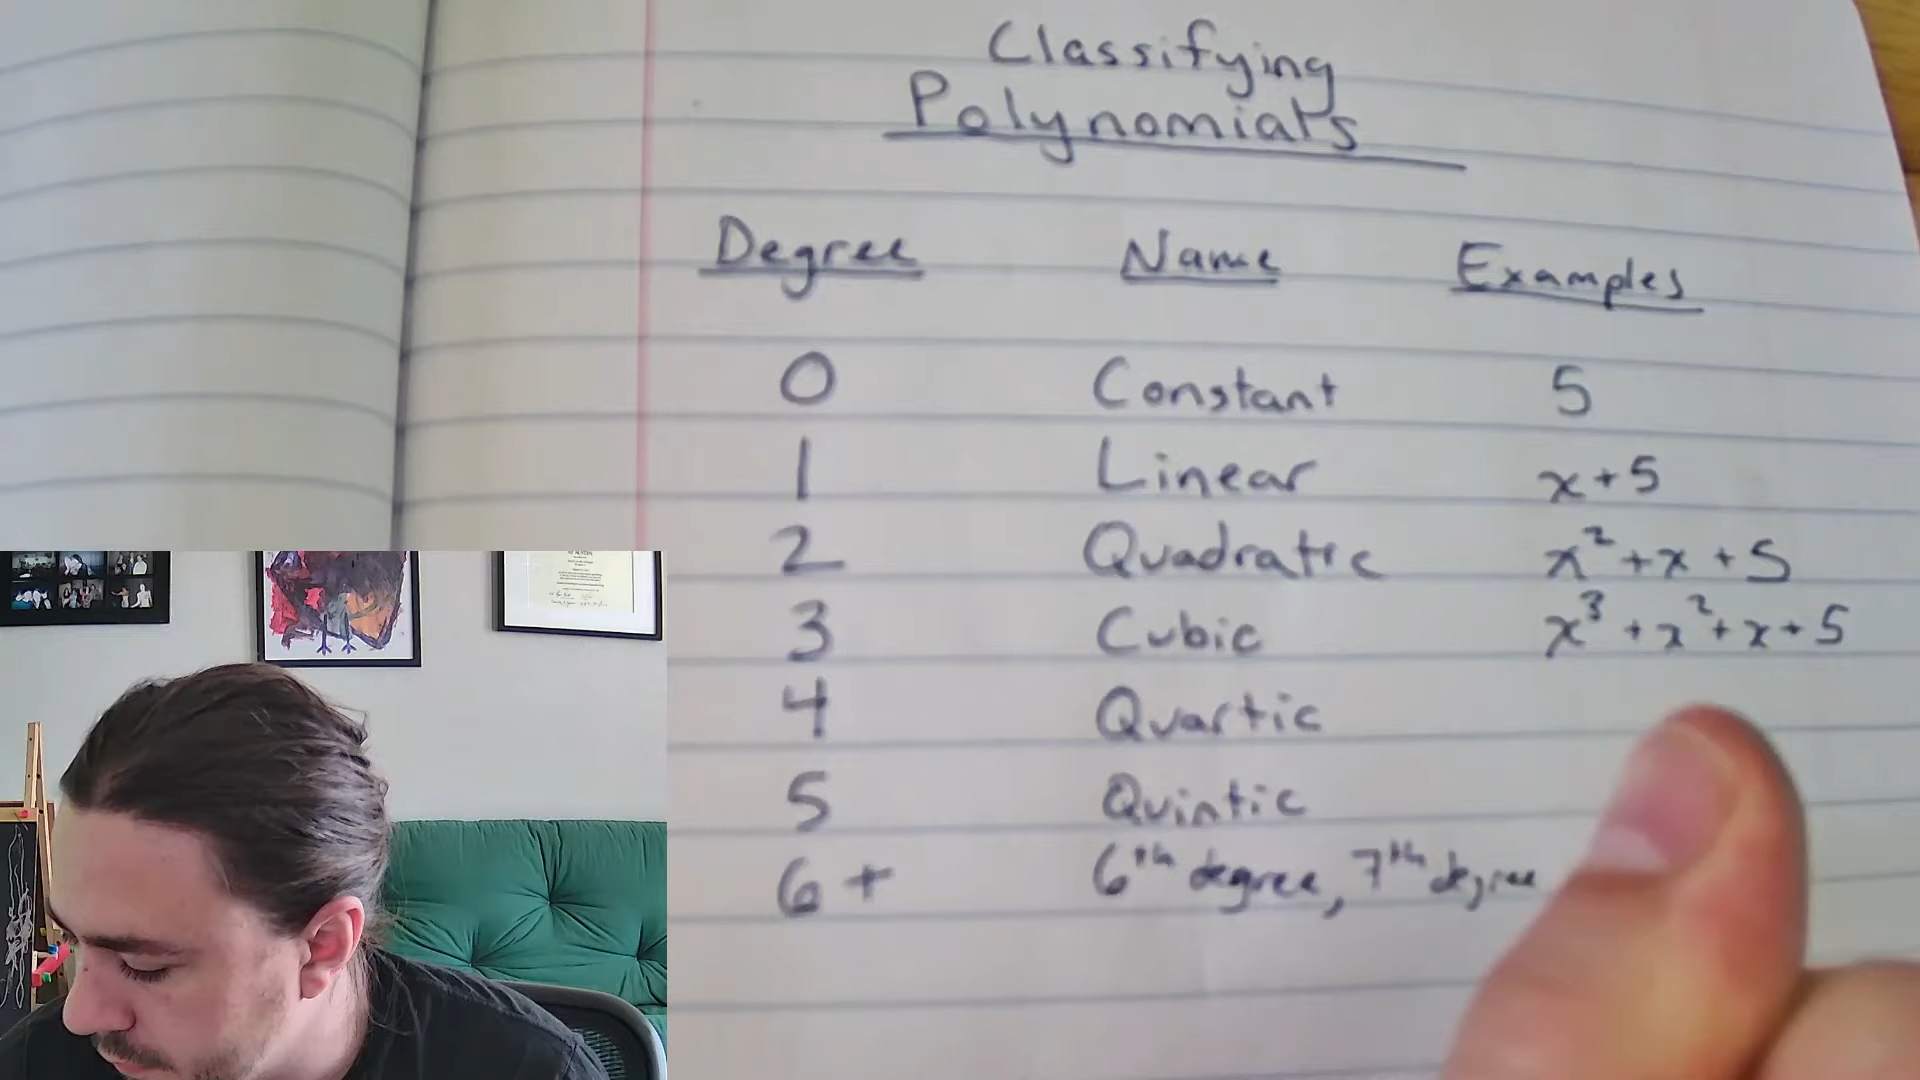 Classifying
Polynomials
Degree Name Examples
0 Constant 5
1 Linear x+5
2 Quadratic x²+x+5
3 Cubic x³+x²+x+5
4 Quartic
5 Quintic
6+ 6th degree, 7th degree